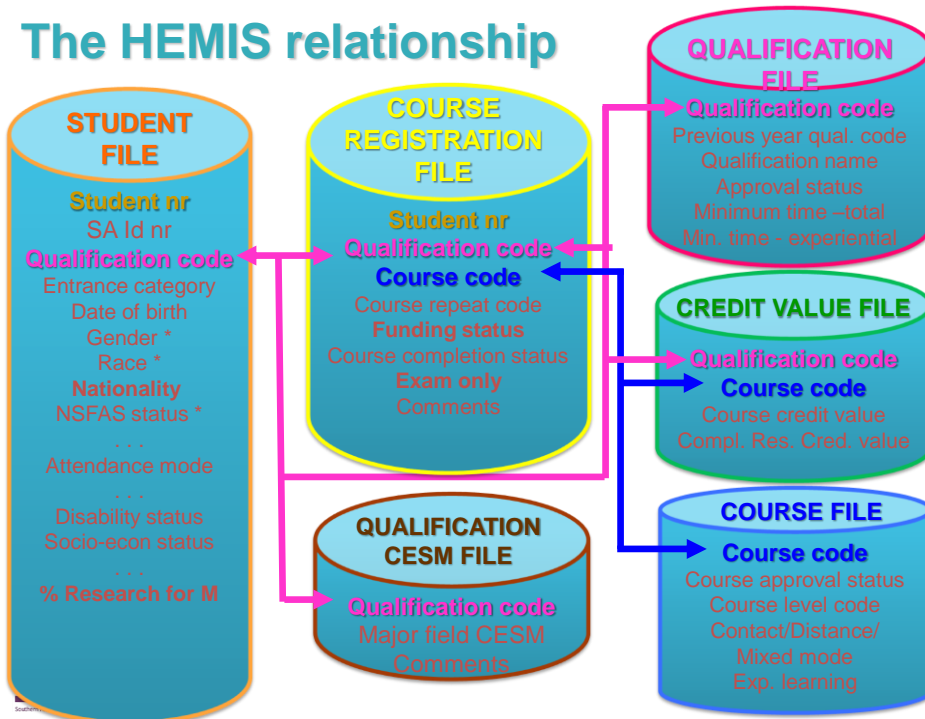 The HEMIS relationship
STUDENT
FILE
Student nr
SA Id nr
Qualification code
Entrance category
Date of birth
Gender *
Race *
Nationality
NSFAS status *
. . .
Attendance mode
. . .
Disability status
Socio-econ status
. . .
% Research for M
COURSE
REGISTRATION
FILE
Student nr
Qualification code
Course code
Course repeat code
Funding status
Course completion status
Exam only
Comments
QUALIFICATION
CESM FILE
Qualification code
Major field CESM
Comments
QUALIFICATION
FILE
Qualification code
Previous year qual. code
Qualification name
Approval status
Minimum time –total
Min. time - experiential
CREDIT VALUE FILE
Qualification code
Course code
Course credit value
Compl. Res. Cred. value
COURSE FILE
Course code
Course approval status
Course level code
Contact/Distance/
Mixed mode
Exp. learning
Southern